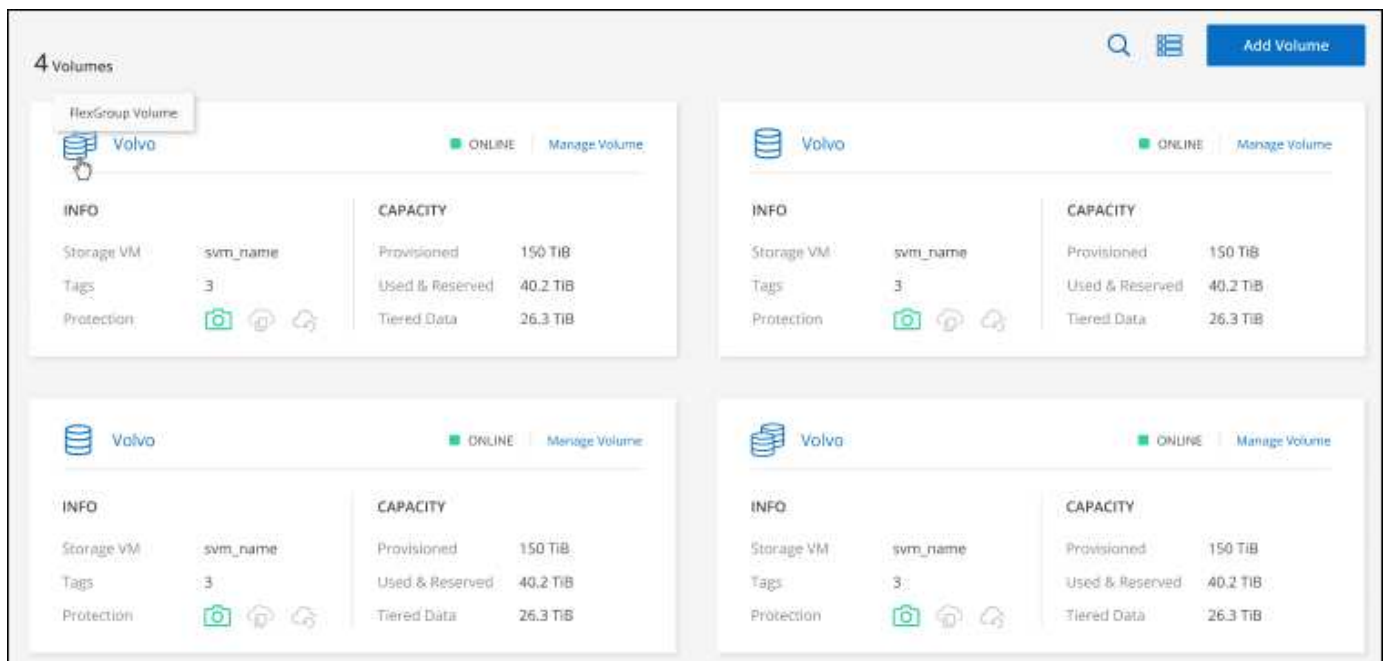 4 Volumes
Add Volume
FlexGroup Volume
Volvo
ONLINE
Manage Volume
INFO
CAPACITY
Storage VM svm_name
Provisioned 150 TiB
Tags 3
Used & Reserved 40.2 TiB
Protection
Tiered Data 26.3 TiB
Volvo
ONLINE
Manage Volume
INFO
CAPACITY
Storage VM svm_name
Provisioned 150 TiB
Tags 3
Used & Reserved 40.2 TiB
Protection
Tiered Data 26.3 TiB
Volvo
ONLINE
Manage Volume
INFO
CAPACITY
Storage VM svm_name
Provisioned 150 TiB
Tags 3
Used & Reserved 40.2 TiB
Protection
Tiered Data 26.3 TiB
Volvo
ONLINE
Manage Volume
INFO
CAPACITY
Storage VM svm_name
Provisioned 150 TiB
Tags 3
Used & Reserved 40.2 TiB
Protection
Tiered Data 26.3 TiB